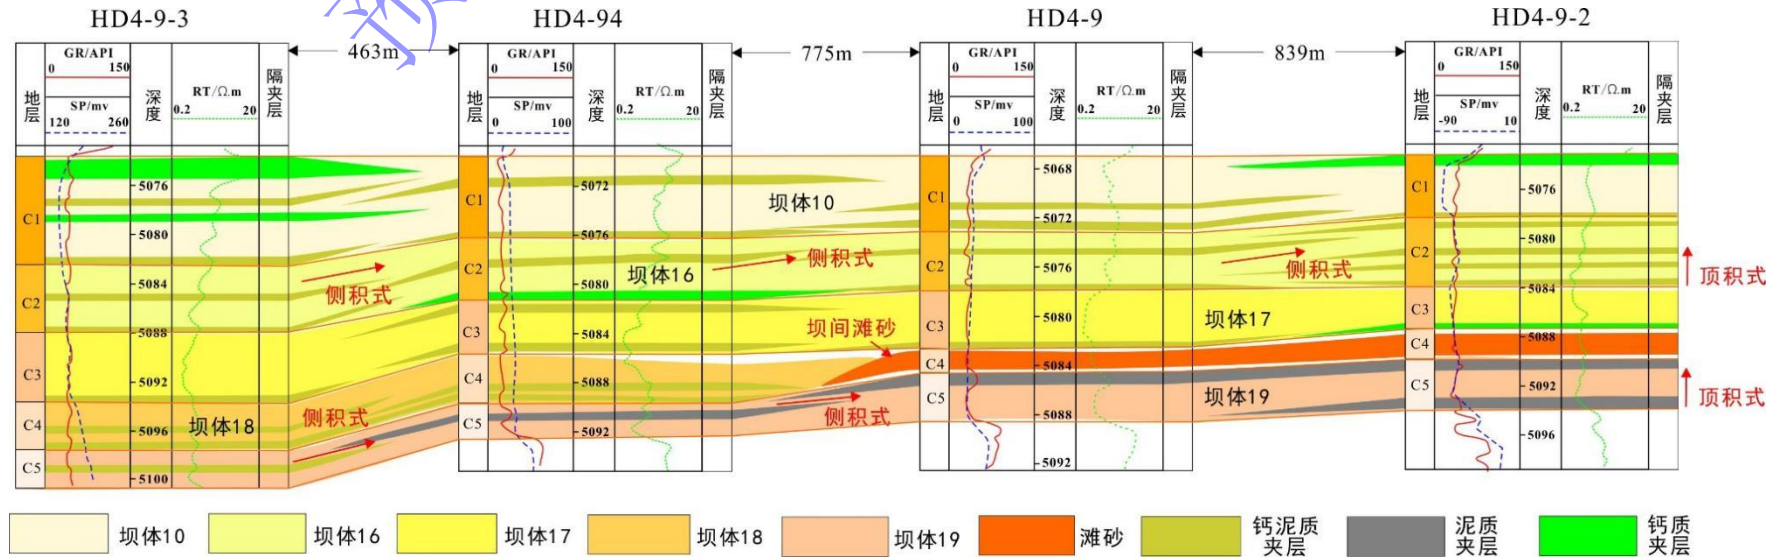 HD4-9-3
HD4-94
HD4-9
HD4-9-2
463m
775m
839m
地层
GR/API
0 150
SP/mv
120 260
深度
RT/Ω.m
0.2 20
隔夹层
GR/API
0 150
SP/mv
0 100
深度
RT/Ω.m
0.2 20
隔夹层
地层
GR/API
0 150
SP/mv
0 100
深度
RT/Ω.m
0.2 20
隔夹层
地层
GR/API
0 150
SP/mv
-90 10
深度
RT/Ω.m
0.2 20
隔夹层
C1
C2
C3
C4
C5
5076
5080
5084
5088
5092
5096
5100
C1
C2
C3
C4
C5
5072
5076
5080
5084
5088
5092
C1
C2
C3
C4
C5
5068
5072
5076
5080
5084
5088
5092
C1
C2
C3
C4
C5
5076
5080
5084
5088
5092
5096
坝体10
坝体16
坝体17
坝体18
坝体19
侧积式
侧积式
侧积式
侧积式
侧积式
坝间滩砂
顶积式
顶积式
坝体10
坝体16
坝体17
坝体18
坝体19
滩砂
钙泥质
夹层
泥质
夹层
钙质
夹层